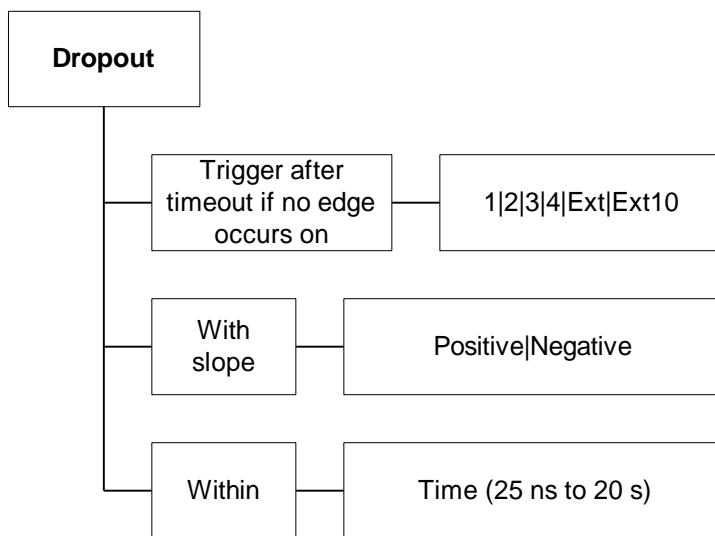 Dropout
Trigger after
timeout if no edge
occurs on
1|2|3|4|Ext|Ext10
With
slope
Positive|Negative
Within
Time (25 ns to 20 s)